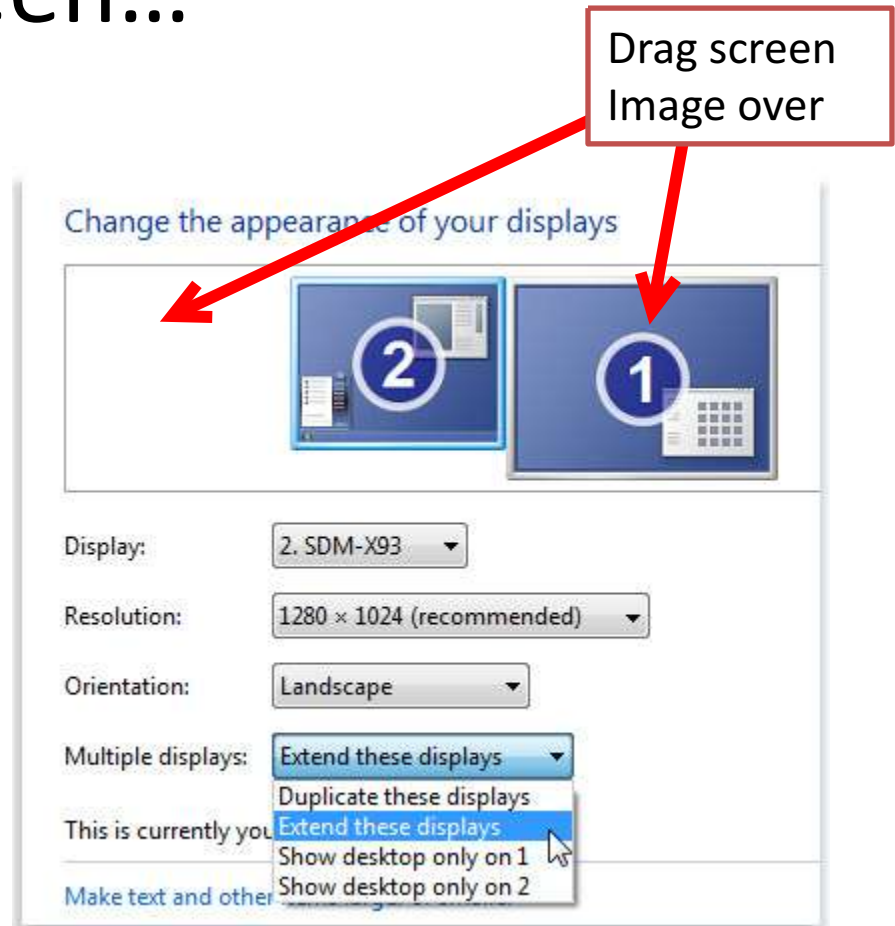 Drag screen
Image over
Change the appearance of your displays
2
1
Display: 2. SDM-X93
Resolution: 1280 × 1024 (recommended)
Orientation: Landscape
Multiple displays: Extend these displays
Duplicate these displays
This is currently you
Extend these displays
Show desktop only on 1
Make text and other
Show desktop only on 2